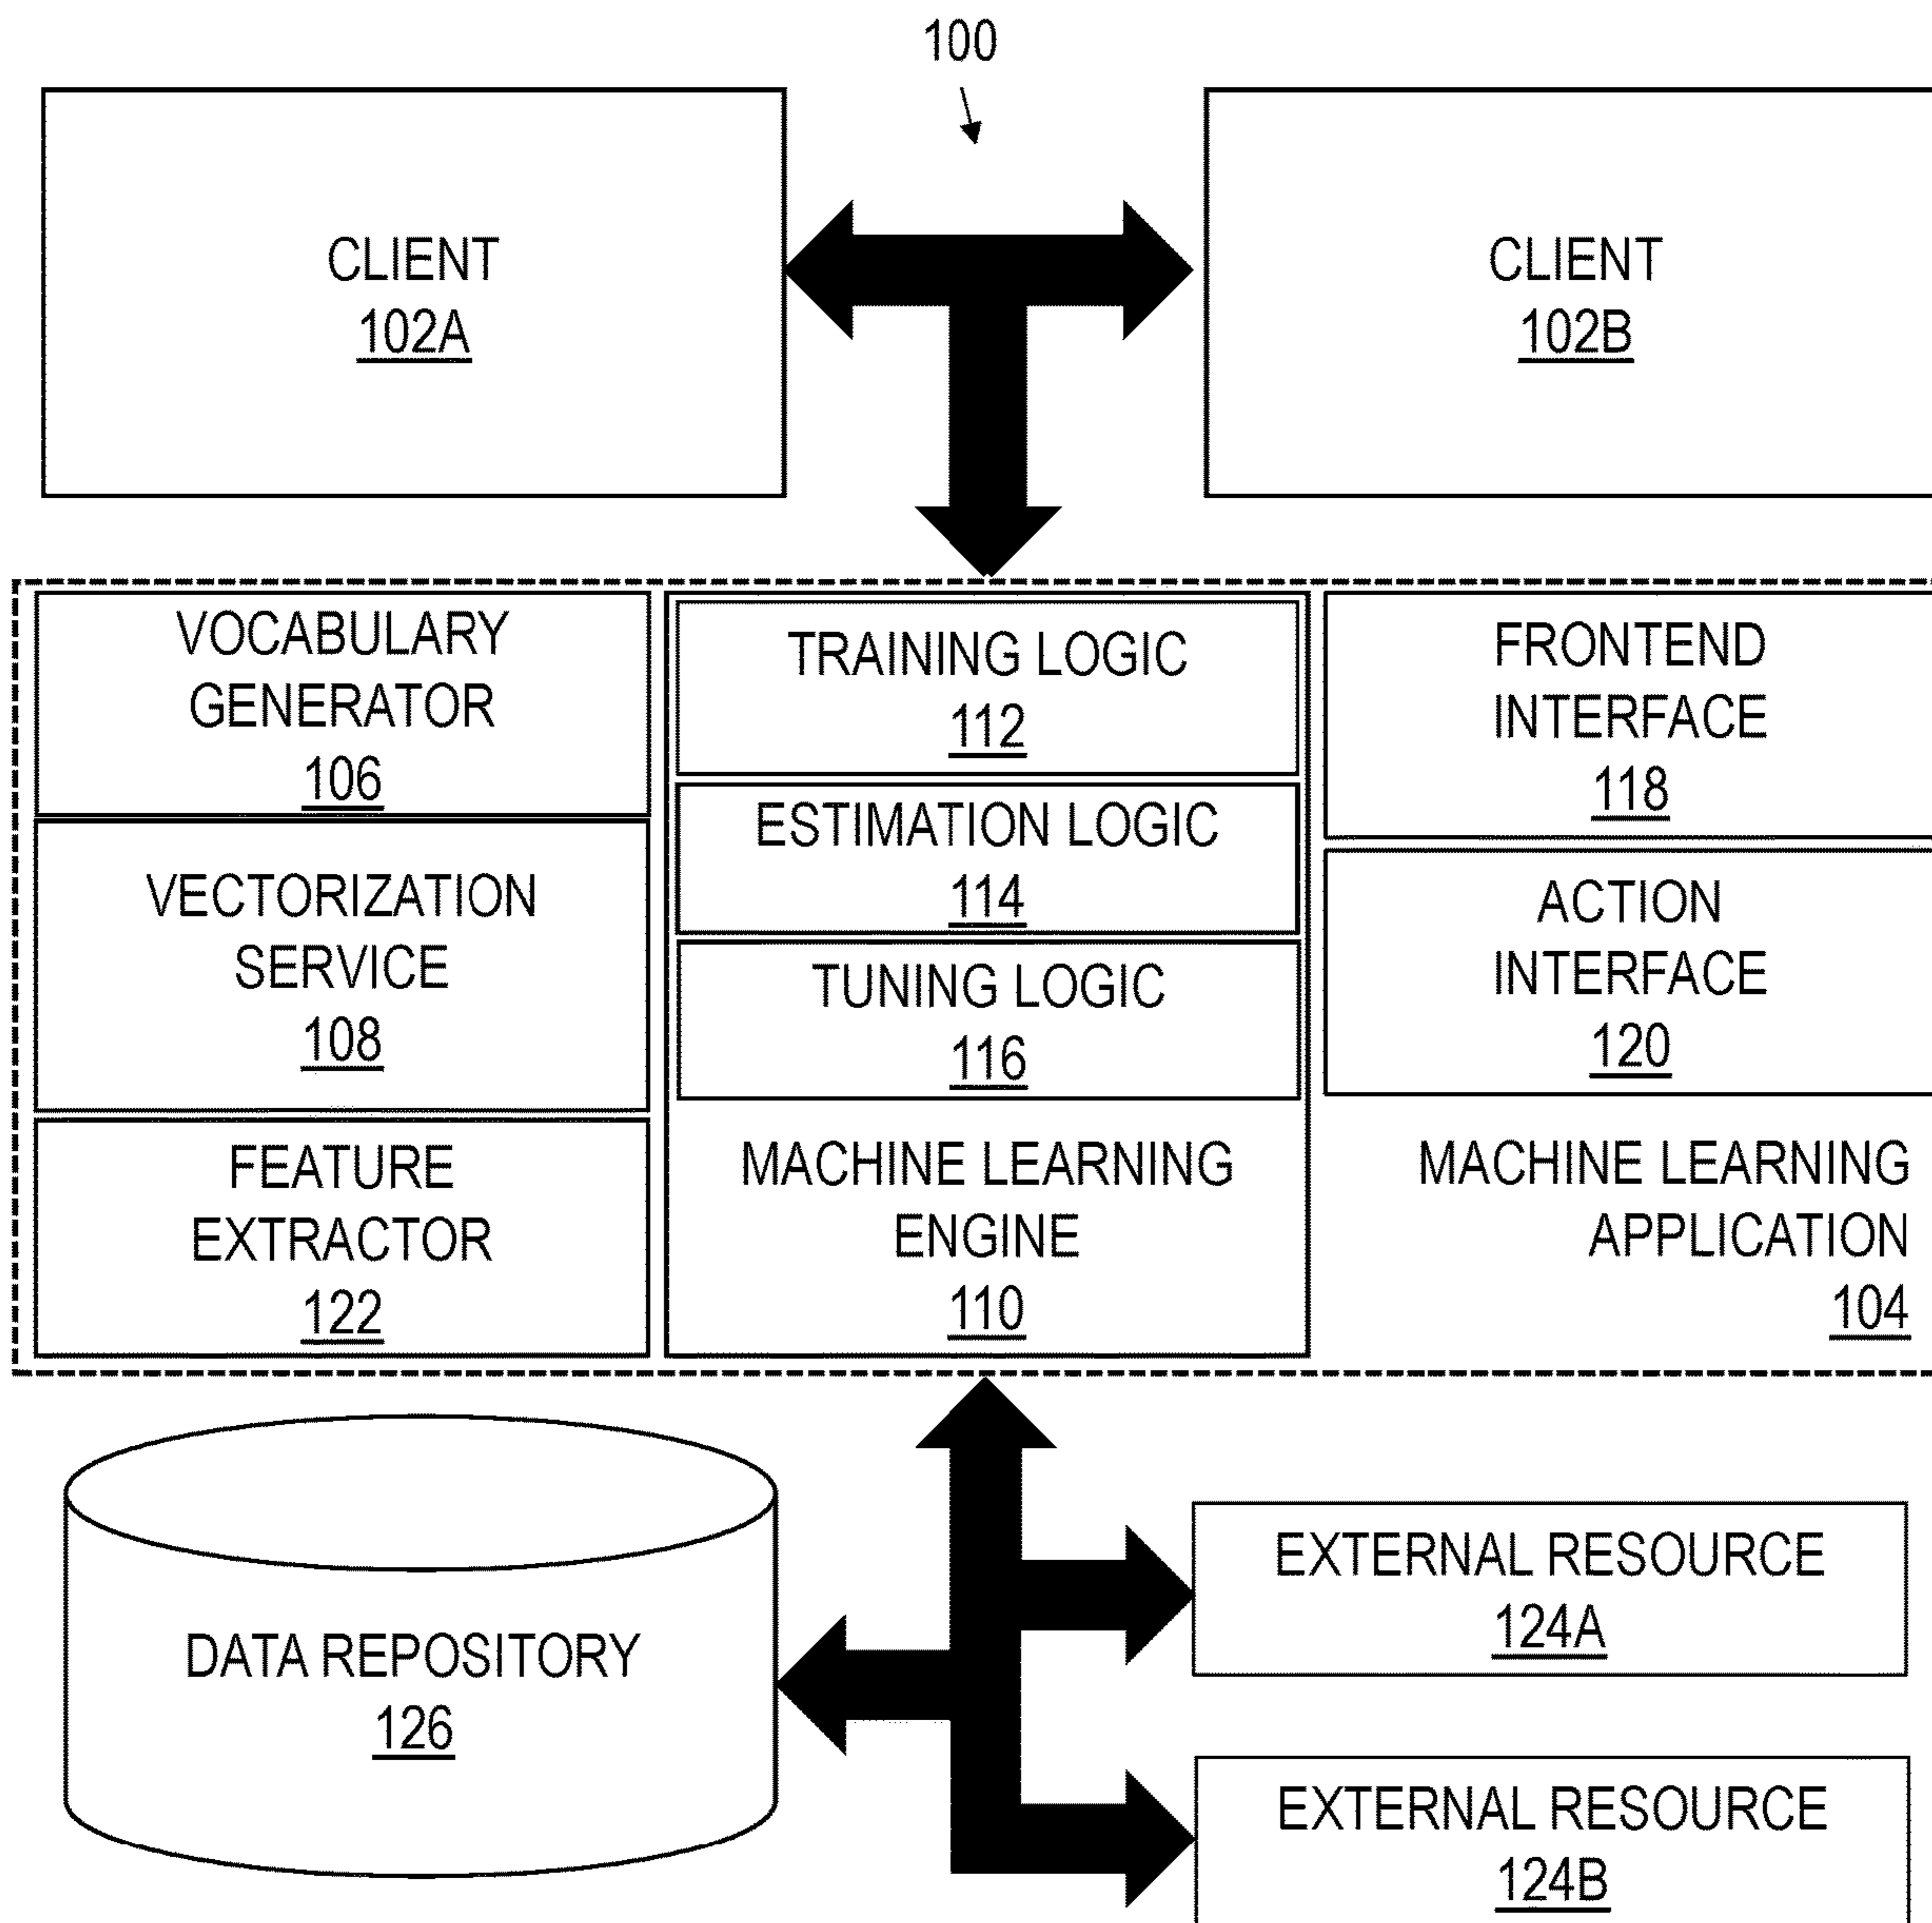 100
CLIENT
102A
CLIENT
102B
VOCABULARY
GENERATOR
106
VECTORIZATION
SERVICE
108
FEATURE
EXTRACTOR
122
TRAINING LOGIC
112
ESTIMATION LOGIC
114
TUNING LOGIC
116
MACHINE LEARNING
ENGINE
110
FRONTEND
INTERFACE
118
ACTION
INTERFACE
120
MACHINE LEARNING
APPLICATION
104
DATA REPOSITORY
126
EXTERNAL RESOURCE
124A
EXTERNAL RESOURCE
124B